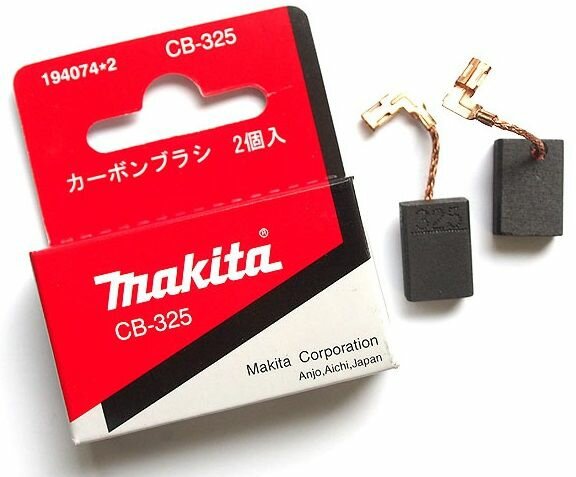 194074*2 CB-325
カーボンブラシ 2個入
makita®
CB-325
Makita Corporation
Anjo,Aichi,Japan
325